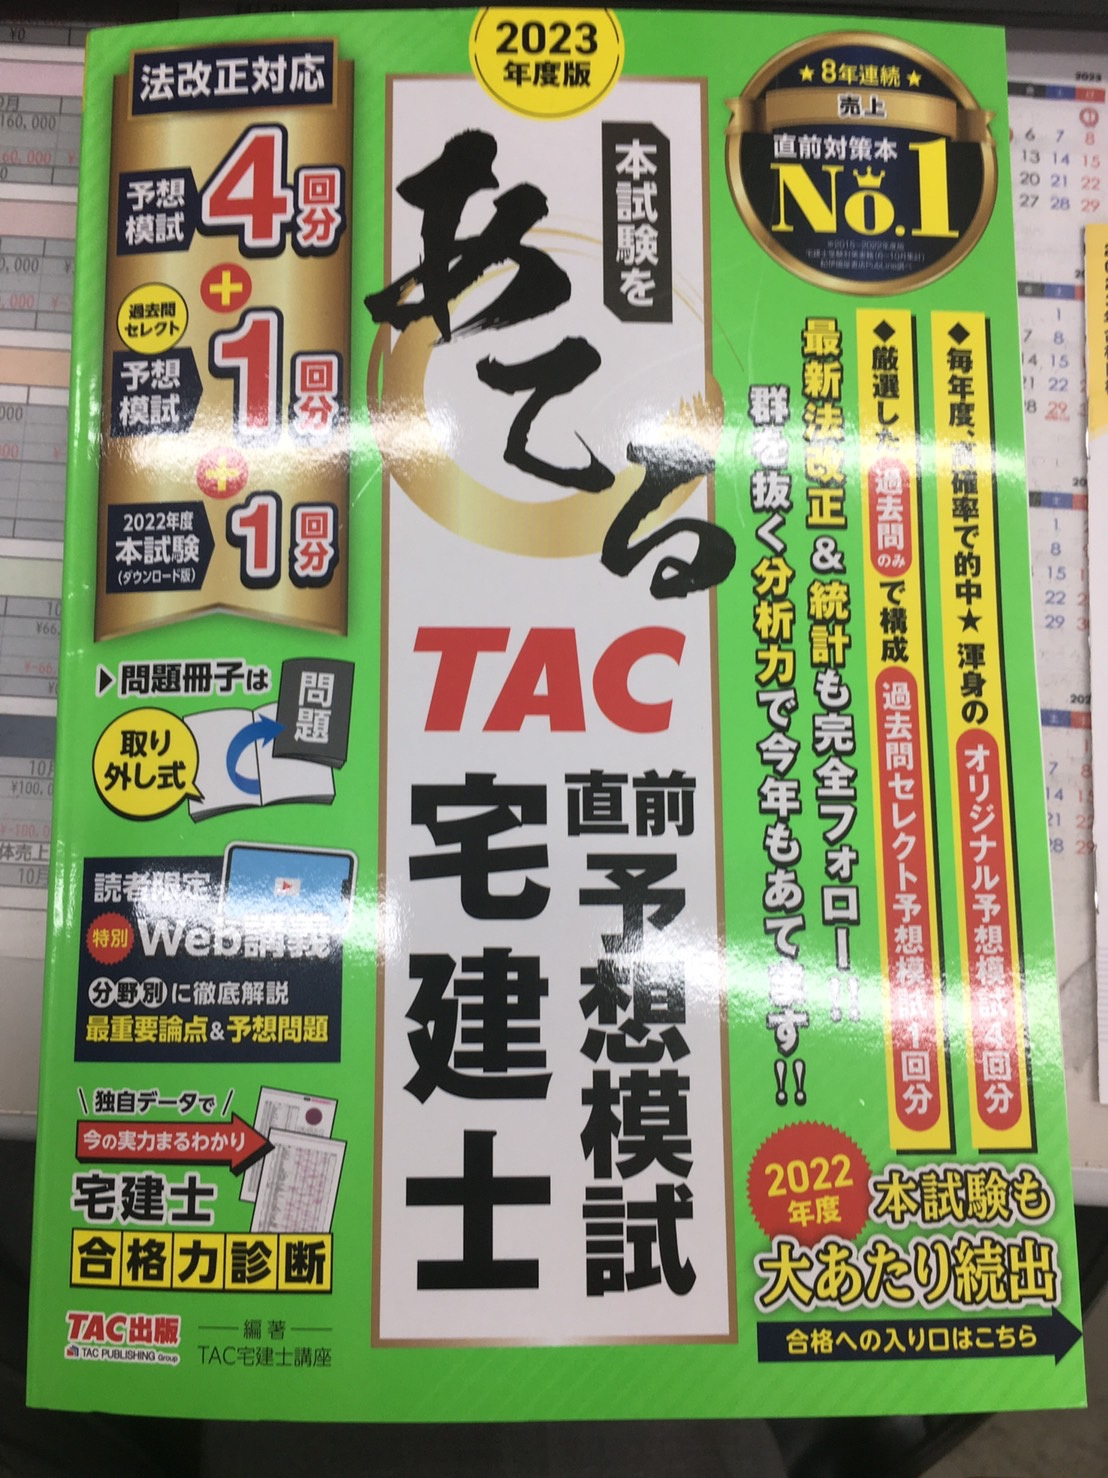 2023
年度版
法改正対応
予想
模試
4回分
+
過去問
セレクト
予想
模試
1回分
+
2022年度
本試験
(ダウンロード版)
1回分
▶問題冊子は
取り
外し式
問題
読者限定
特別
Web講義
分野別に徹底解説
最重要論点&予想問題
\ 独自データで /
今の実力まるわかり
宅建士
合格力診断
TAC出版
TAC PUBLISHING Group
編著
TAC宅建士講座
本試験を
あてる
TAC
直前予想模試
宅建士
★8年連続★
売上
直前対策本
No.1
◆毎年度、高確率で的中★ 渾身のオリジナル予想模試4回分
◆厳選した過去問のみで構成 過去問セレクト予想模試1回分
最新法改正&統計も完全フォロー!!
群を抜く分析力で今年もあてます!!
2022
年度
本試験も
大あたり続出
合格への入り口はこちら